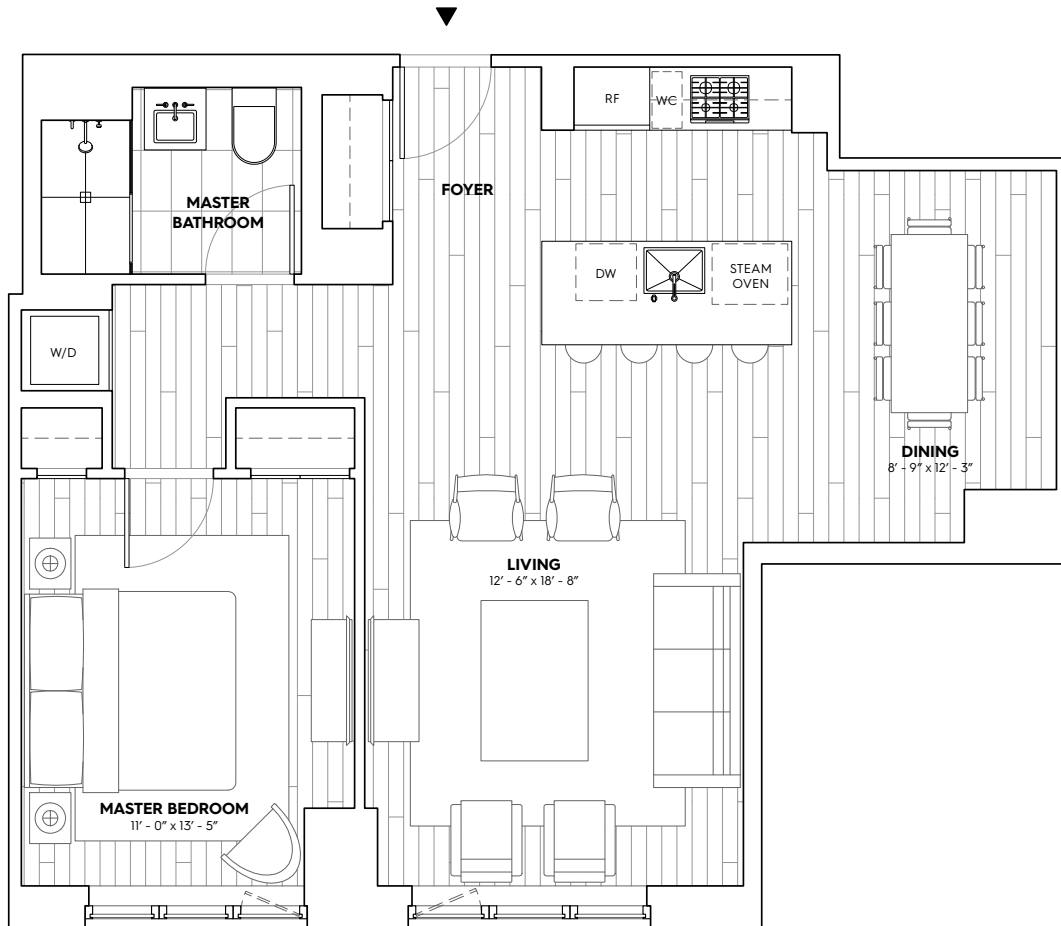 RF
WC
FOYER
MASTER
BATHROOM
DW
STEAM
OVEN
W/D
DINING
8' - 9" x 12' - 3"
LIVING
12' - 6" x 18' - 8"
MASTER BEDROOM
11' - 0" x 13' - 5"